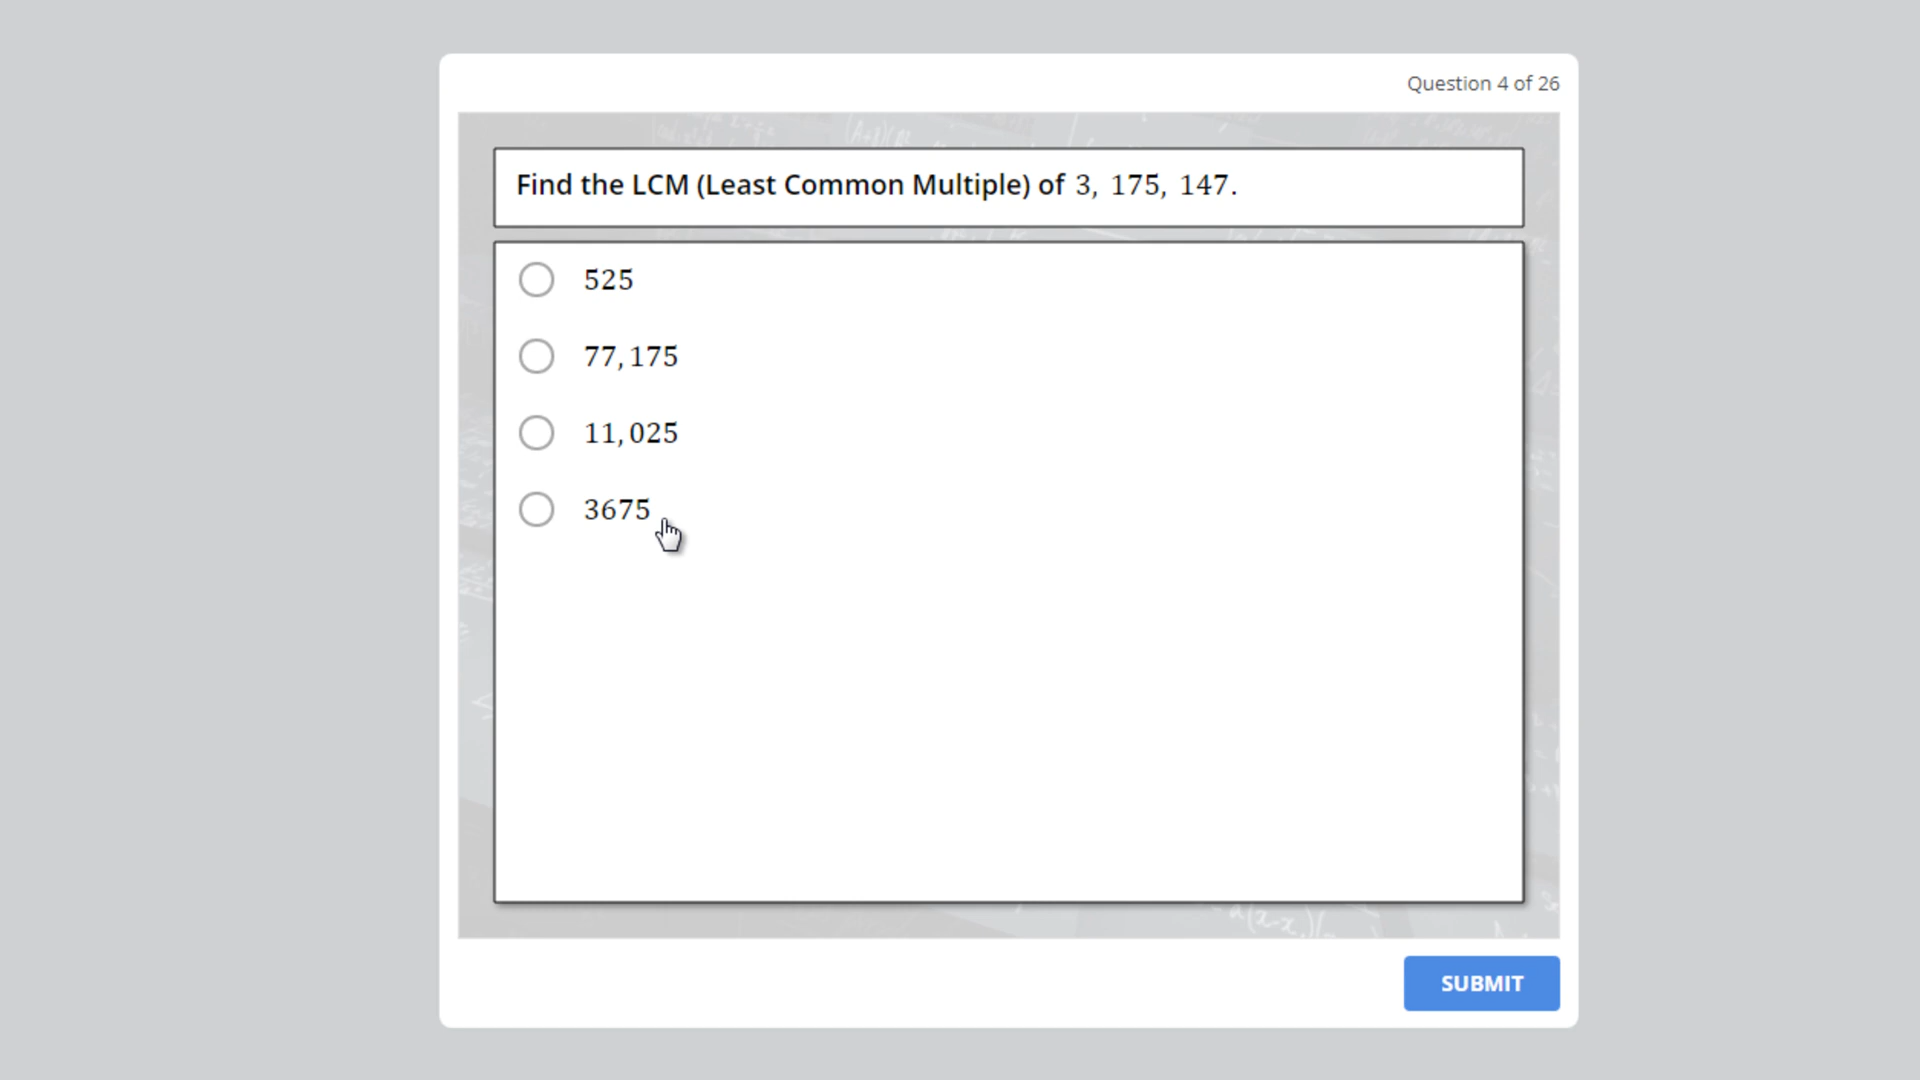 Question 4 of 26
Find the LCM (Least Common Multiple) of 3, 175, 147.
525
77,175
11,025
3675
SUBMIT